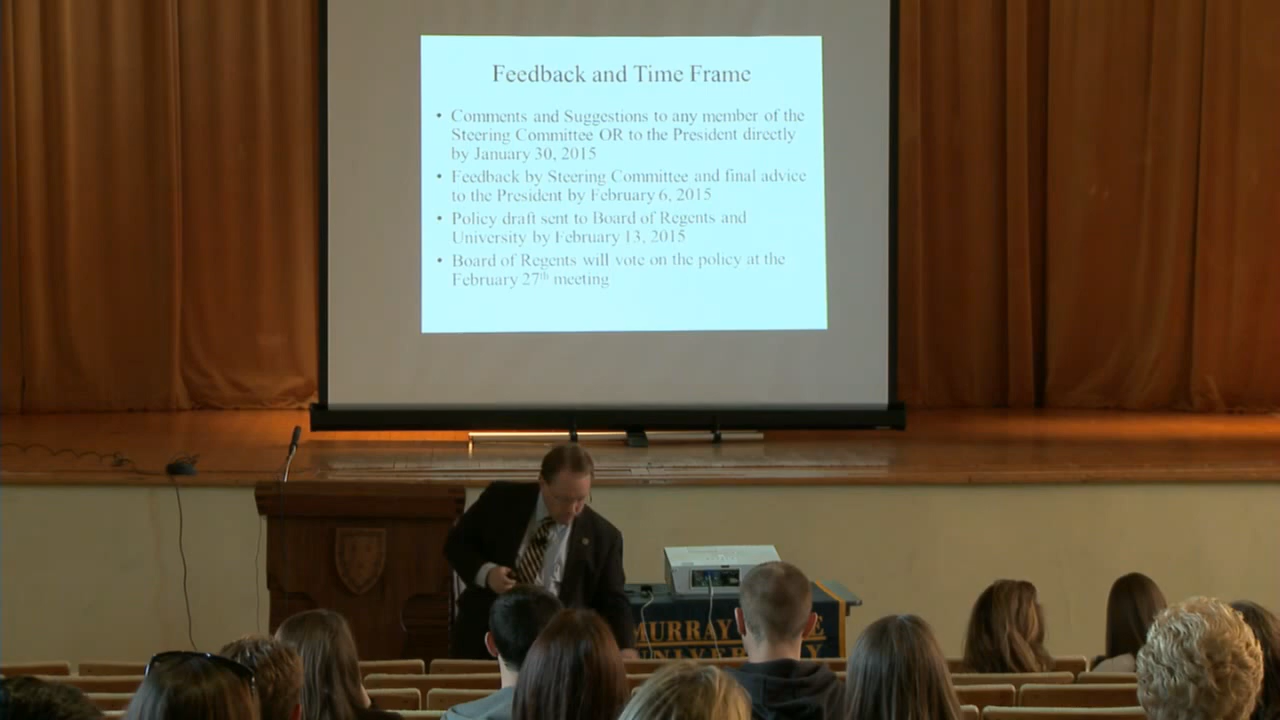 Feedback and Time Frame
• Comments and Suggestions to any member of the
Steering Committee OR to the President directly
by January 30, 2015
• Feedback by Steering Committee and final advice
to the President by February 6, 2015
• Policy draft sent to Board of Regents and
University by February 13, 2015
• Board of Regents will vote on the policy at the
February 27th meeting
MURRAY